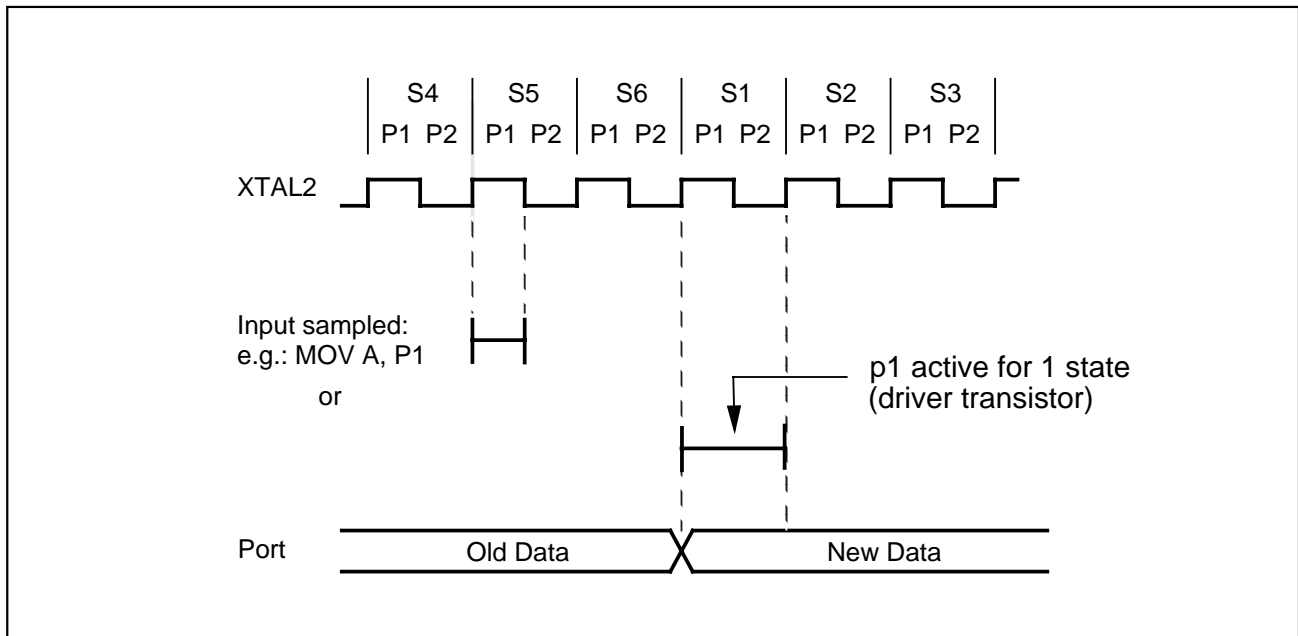 S4 S5 S6 S1 S2 S3
P1 P2 P1 P2 P1 P2 P1 P2 P1 P2 P1 P2
XTAL2
Input sampled:
e.g.: MOV A, P1
or
p1 active for 1 state
(driver transistor)
Port Old Data New Data